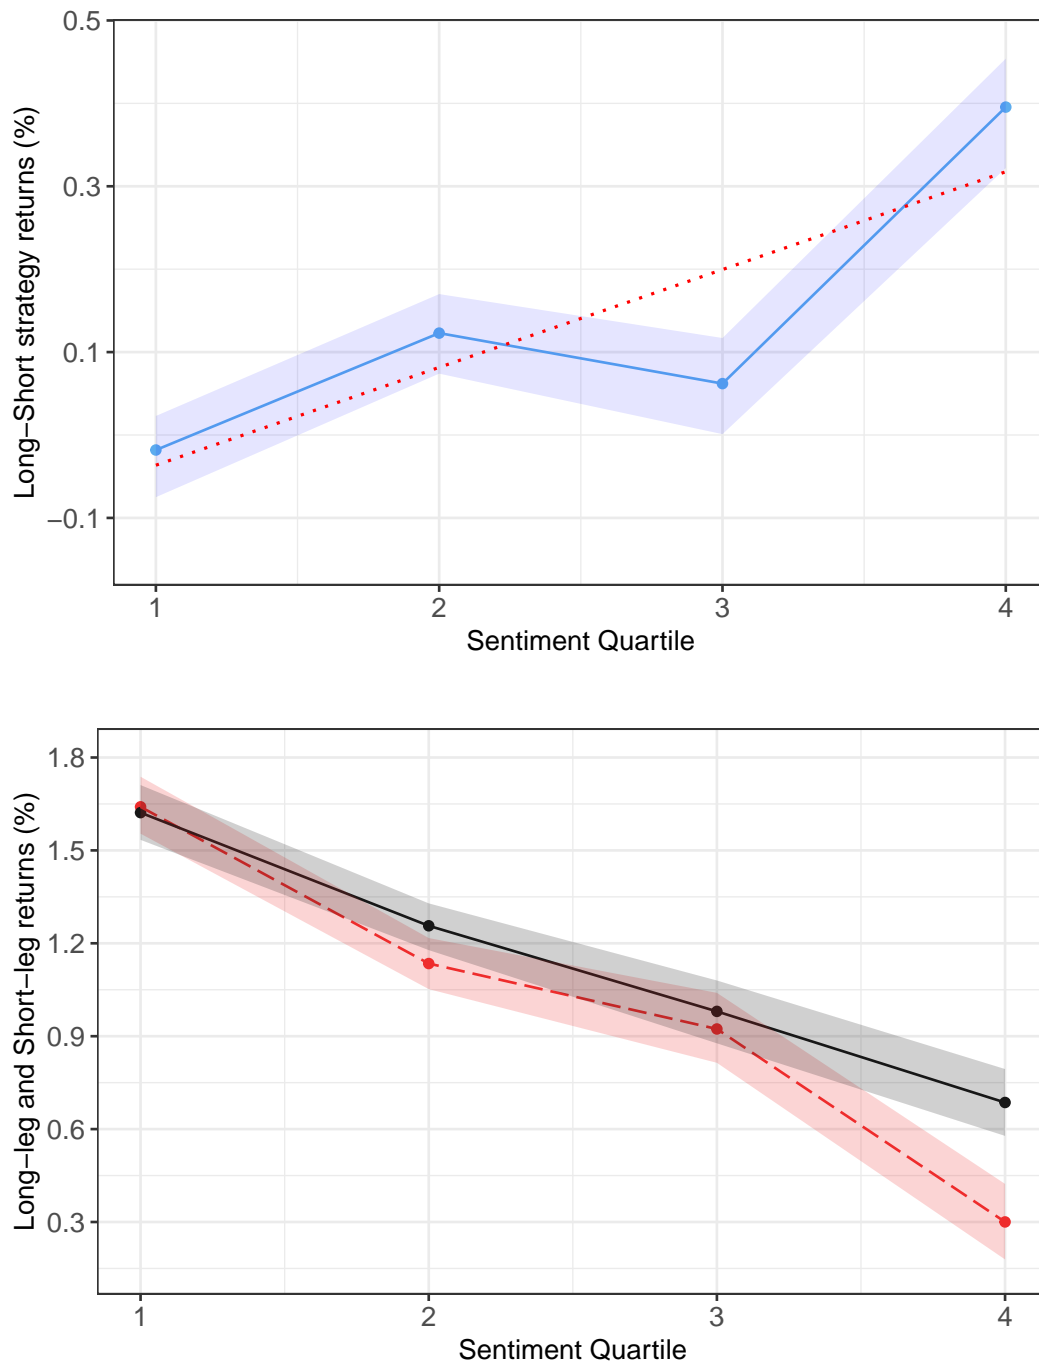 Long−Short strategy returns (%)
0.5
0.3
0.1
−0.1
1 2 3 4
Sentiment Quartile
Long−leg and Short−leg returns (%)
1.8
1.5
1.2
0.9
0.6
0.3
1 2 3 4
Sentiment Quartile